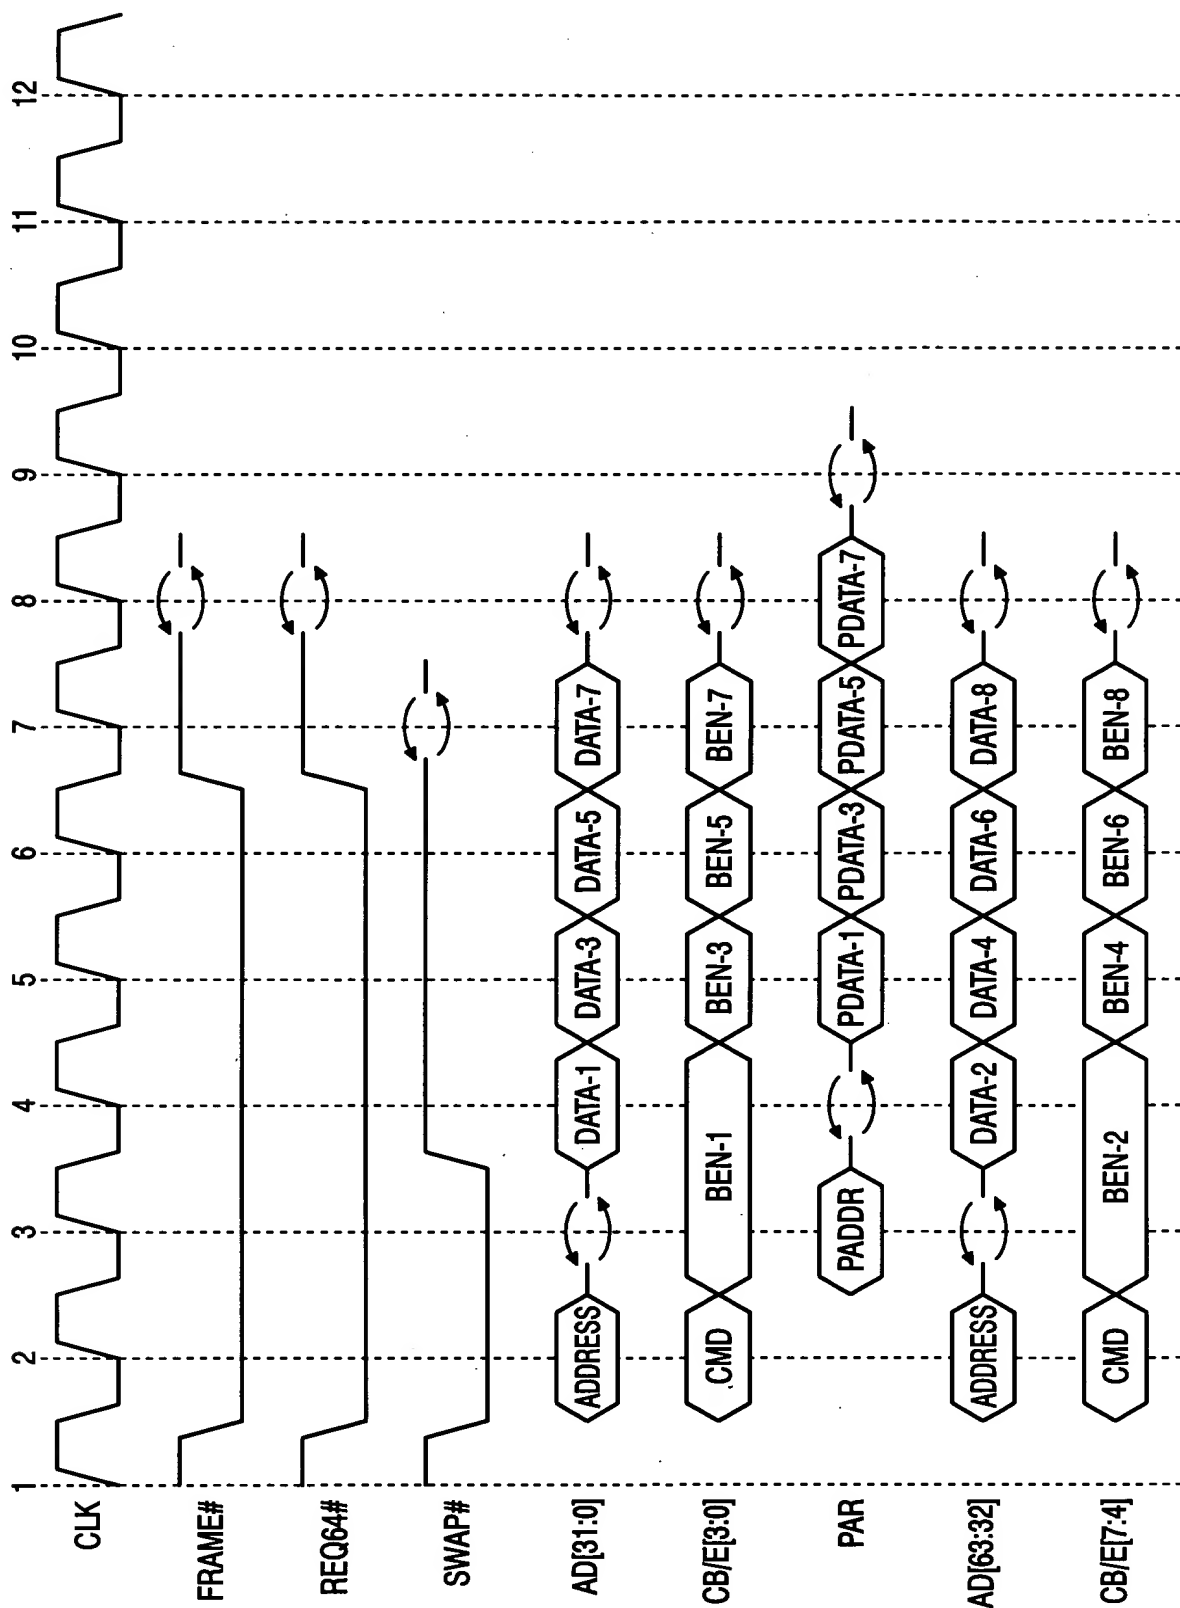 1 2 3 4 5 6 7 8 9 10 11 12
CLK
FRAME#
REQ64#
SWAP#
AD[31:0] ADDRESS DATA-1 DATA-3 DATA-5 DATA-7
CB/E[3:0] CMD BEN-1 BEN-3 BEN-5 BEN-7
PAR PADDR PDATA-1 PDATA-3 PDATA-5 PDATA-7
AD[63:32] ADDRESS DATA-2 DATA-4 DATA-6 DATA-8
CB/E[7:4] CMD BEN-2 BEN-4 BEN-6 BEN-8